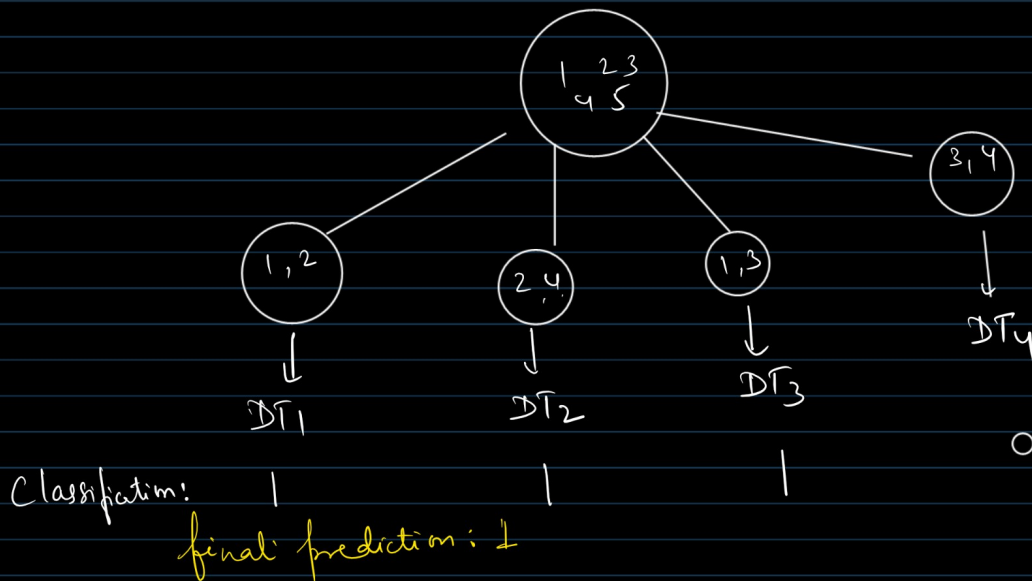 1 2 3
4 5
3, 4
1, 2
2, 4
1, 3
DT4
DT3
DT1
DT2
Classification: 1 1 1 0
final prediction: 1